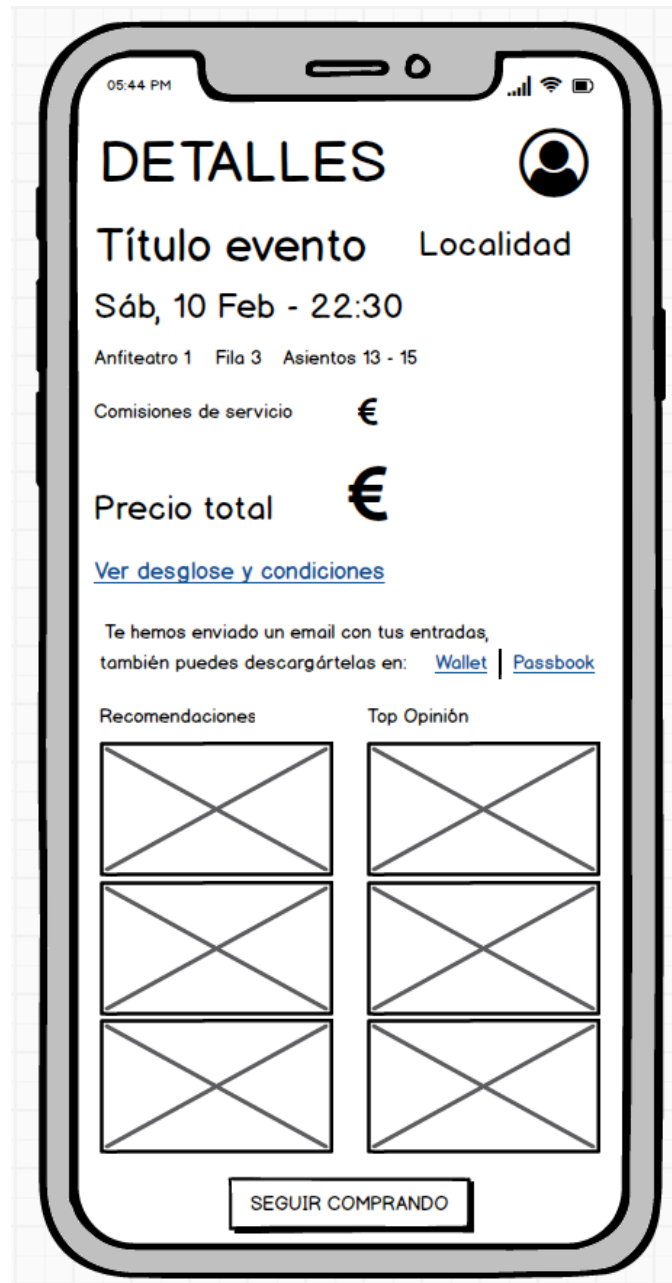 05:44 PM
DETALLES
Título evento Localidad
Sáb, 10 Feb - 22:30
Anfiteatro 1 Fila 3 Asientos 13 - 15
Comisiones de servicio €
Precio total €
Ver desglose y condiciones
Te hemos enviado un email con tus entradas,
también puedes descargártelas en: Wallet | Passbook
Recomendaciones Top Opinión
SEGUIR COMPRANDO